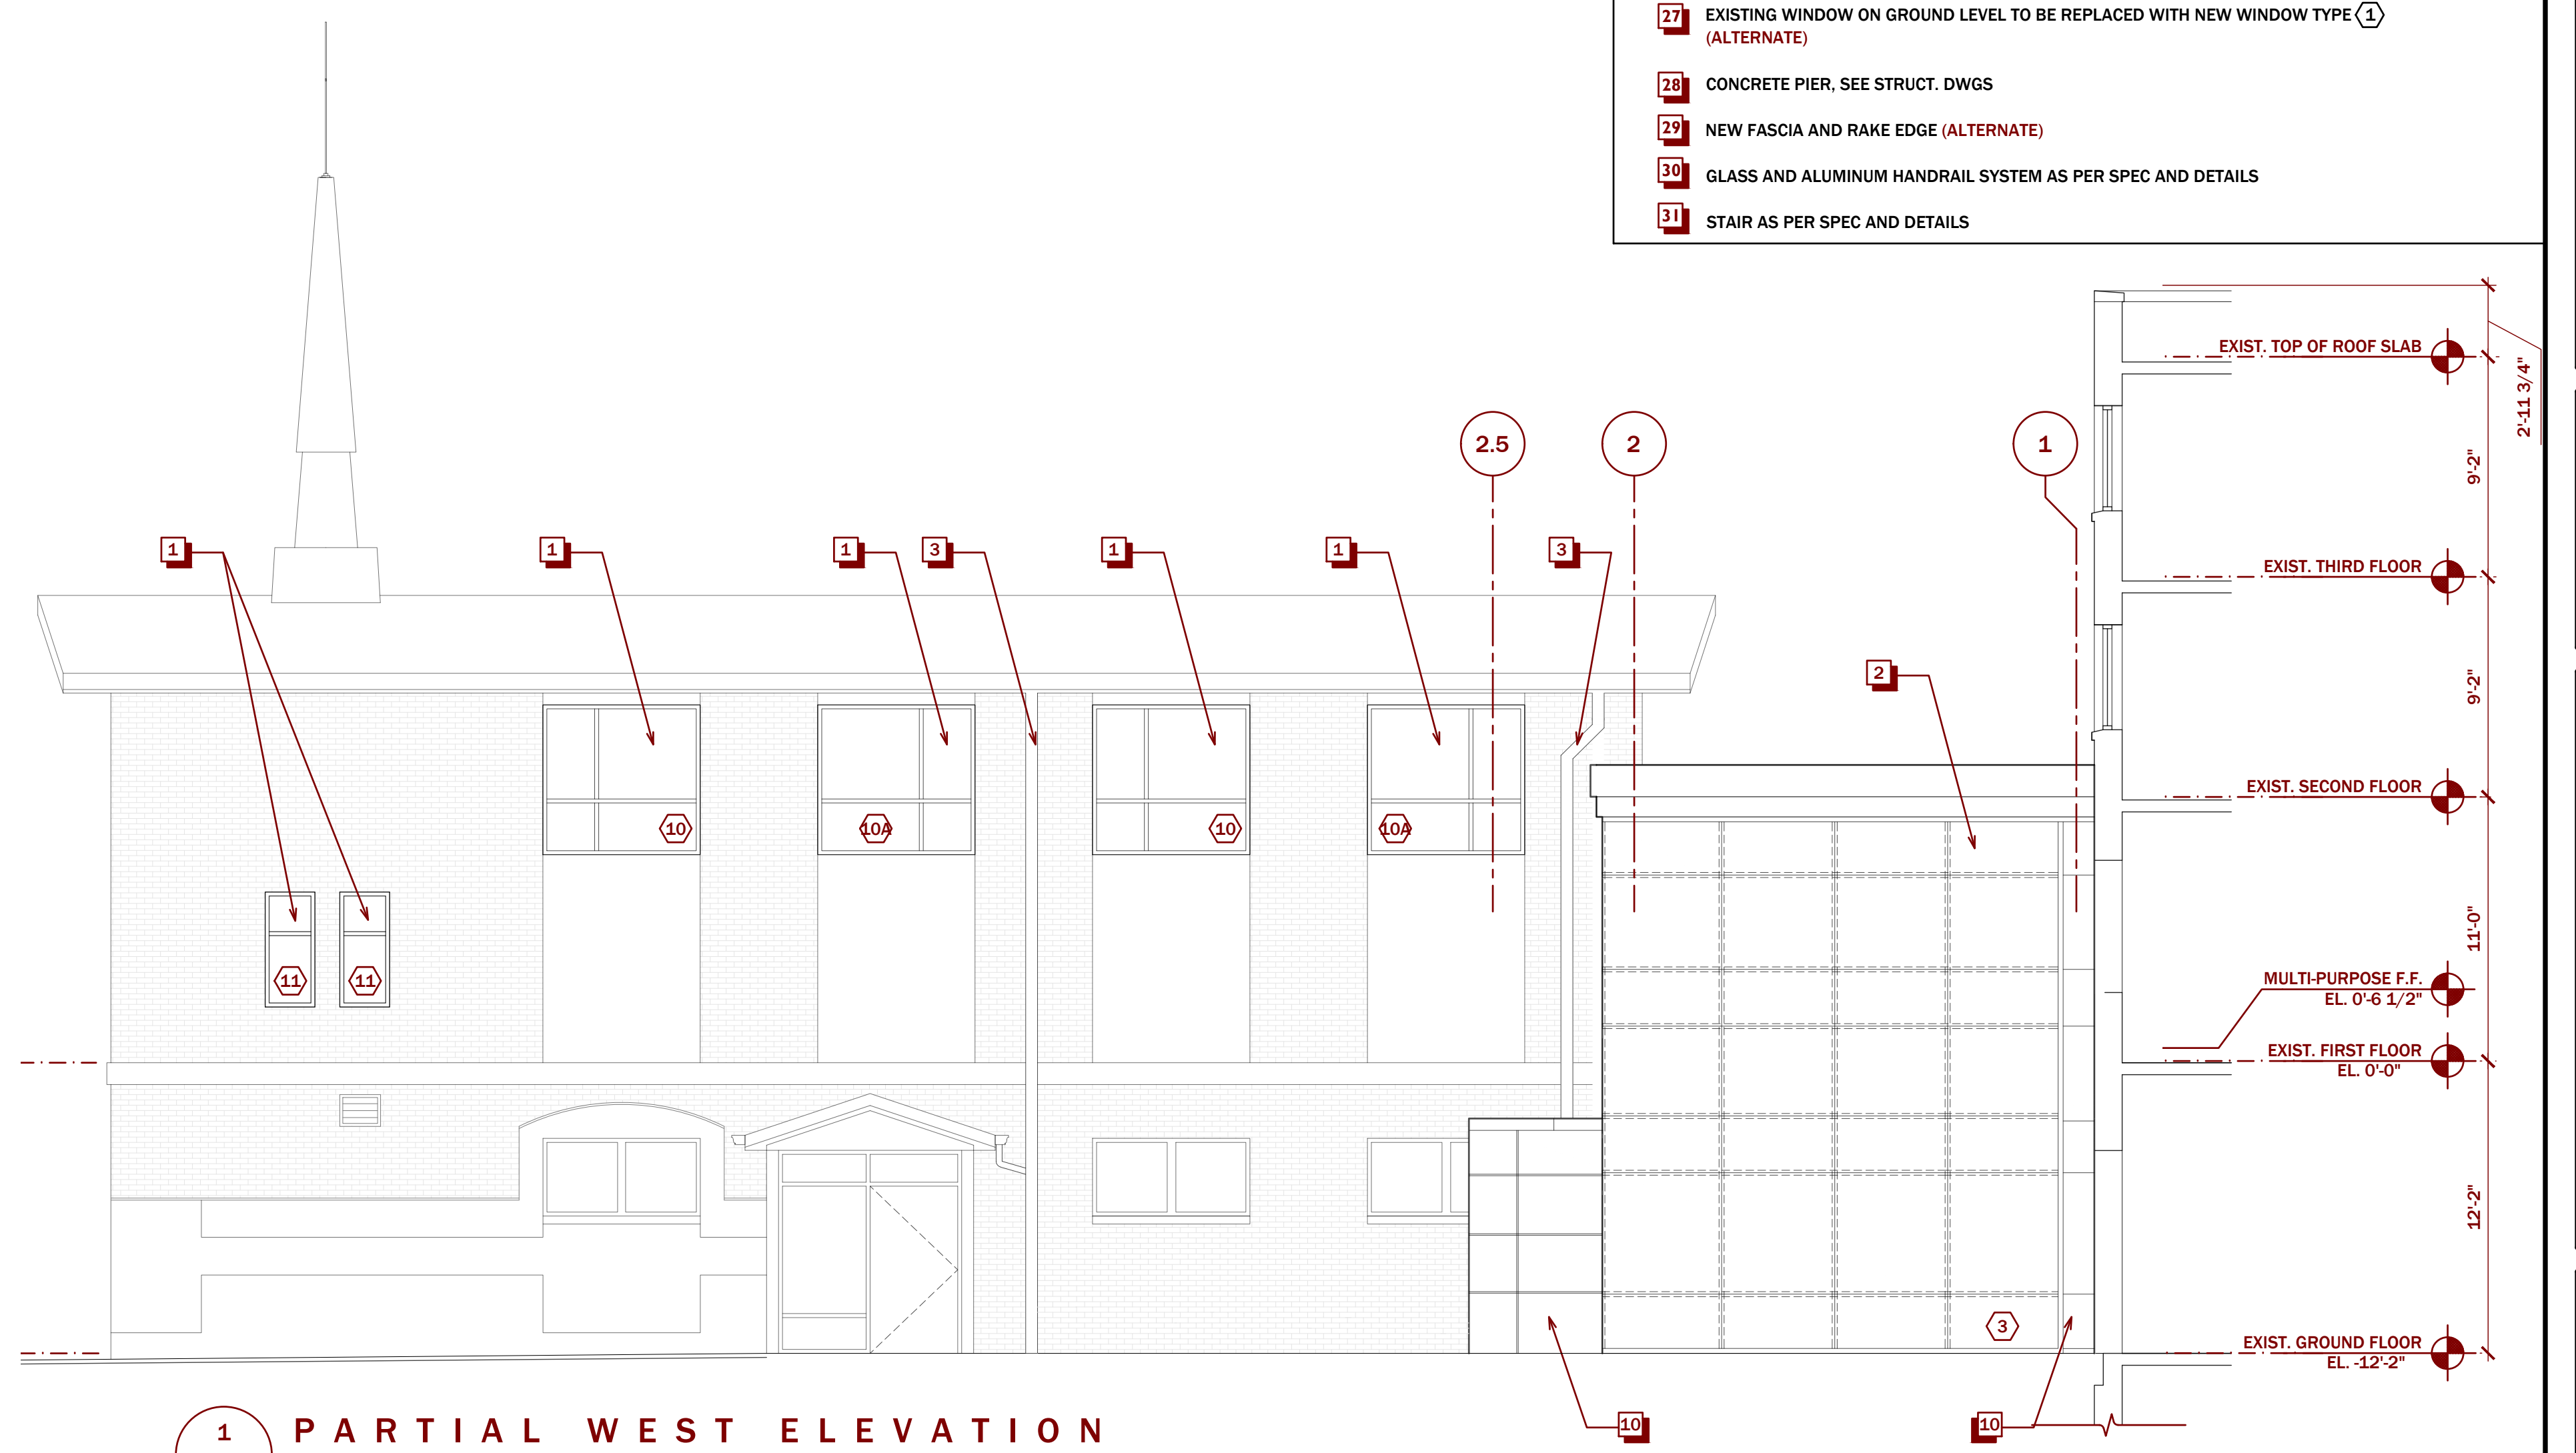 27 EXISTING WINDOW ON GROUND LEVEL TO BE REPLACED WITH NEW WINDOW TYPE 1
(ALTERNATE)
28 CONCRETE PIER, SEE STRUCT. DWGS
29 NEW FASCIA AND RAKE EDGE (ALTERNATE)
30 GLASS AND ALUMINUM HANDRAIL SYSTEM AS PER SPEC AND DETAILS
31 STAIR AS PER SPEC AND DETAILS
EXIST. TOP OF ROOF SLAB
2'-11 3/4"
2.5 2 1
9'-2"
1 1 1 3 1 1 3
EXIST. THIRD FLOOR
2
9'-2"
EXIST. SECOND FLOOR
10 10A 10 10A
11'-0"
11 11
MULTI-PURPOSE F.F.
EL. 0'-6 1/2"
EXIST. FIRST FLOOR
EL. 0'-0"
12'-2"
3
EXIST. GROUND FLOOR
EL. -12'-2"
10 10
1 PARTIAL WEST ELEVATION